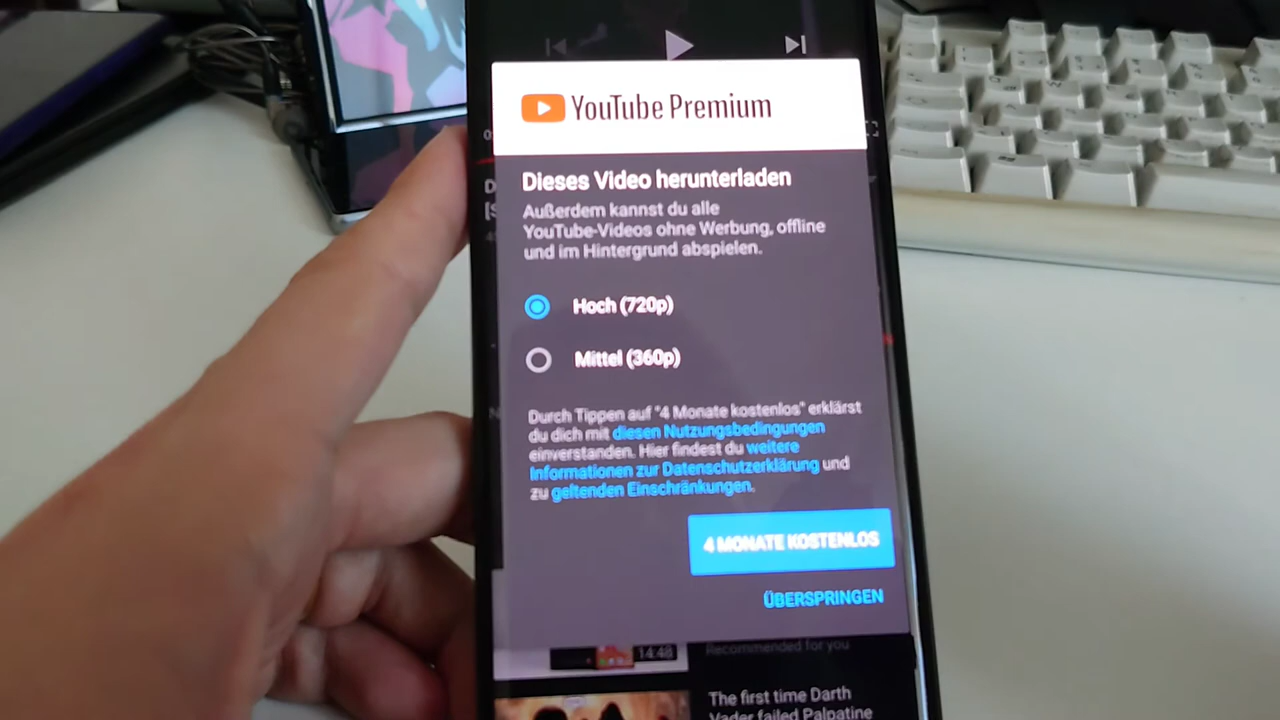 YouTube Premium
Dieses Video herunterladen
Außerdem kannst du alle
YouTube-Videos ohne Werbung, offline
und im Hintergrund abspielen.
Hoch (720p)
Mittel (360p)
Durch Tippen auf "4 Monate kostenlos" erklärst
du dich mit diesen Nutzungsbedingungen
einverstanden. Hier findest du weitere
Informationen zur Datenschutzerklärung und
zu geltenden Einschränkungen.
4 MONATE KOSTENLOS
ÜBERSPRINGEN
14:48
Recommended for you
The first time Darth
Vader failed Palpatine